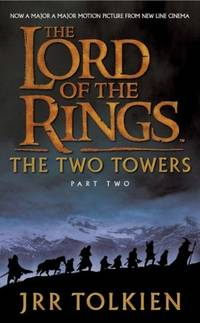 NOW A MAJOR A MAJOR MOTION PICTURE FROM NEW LINE CINEMA
THE
LORD
OF THE
RINGS™
THE TWO TOWERS
PART TWO
JRR TOLKIEN